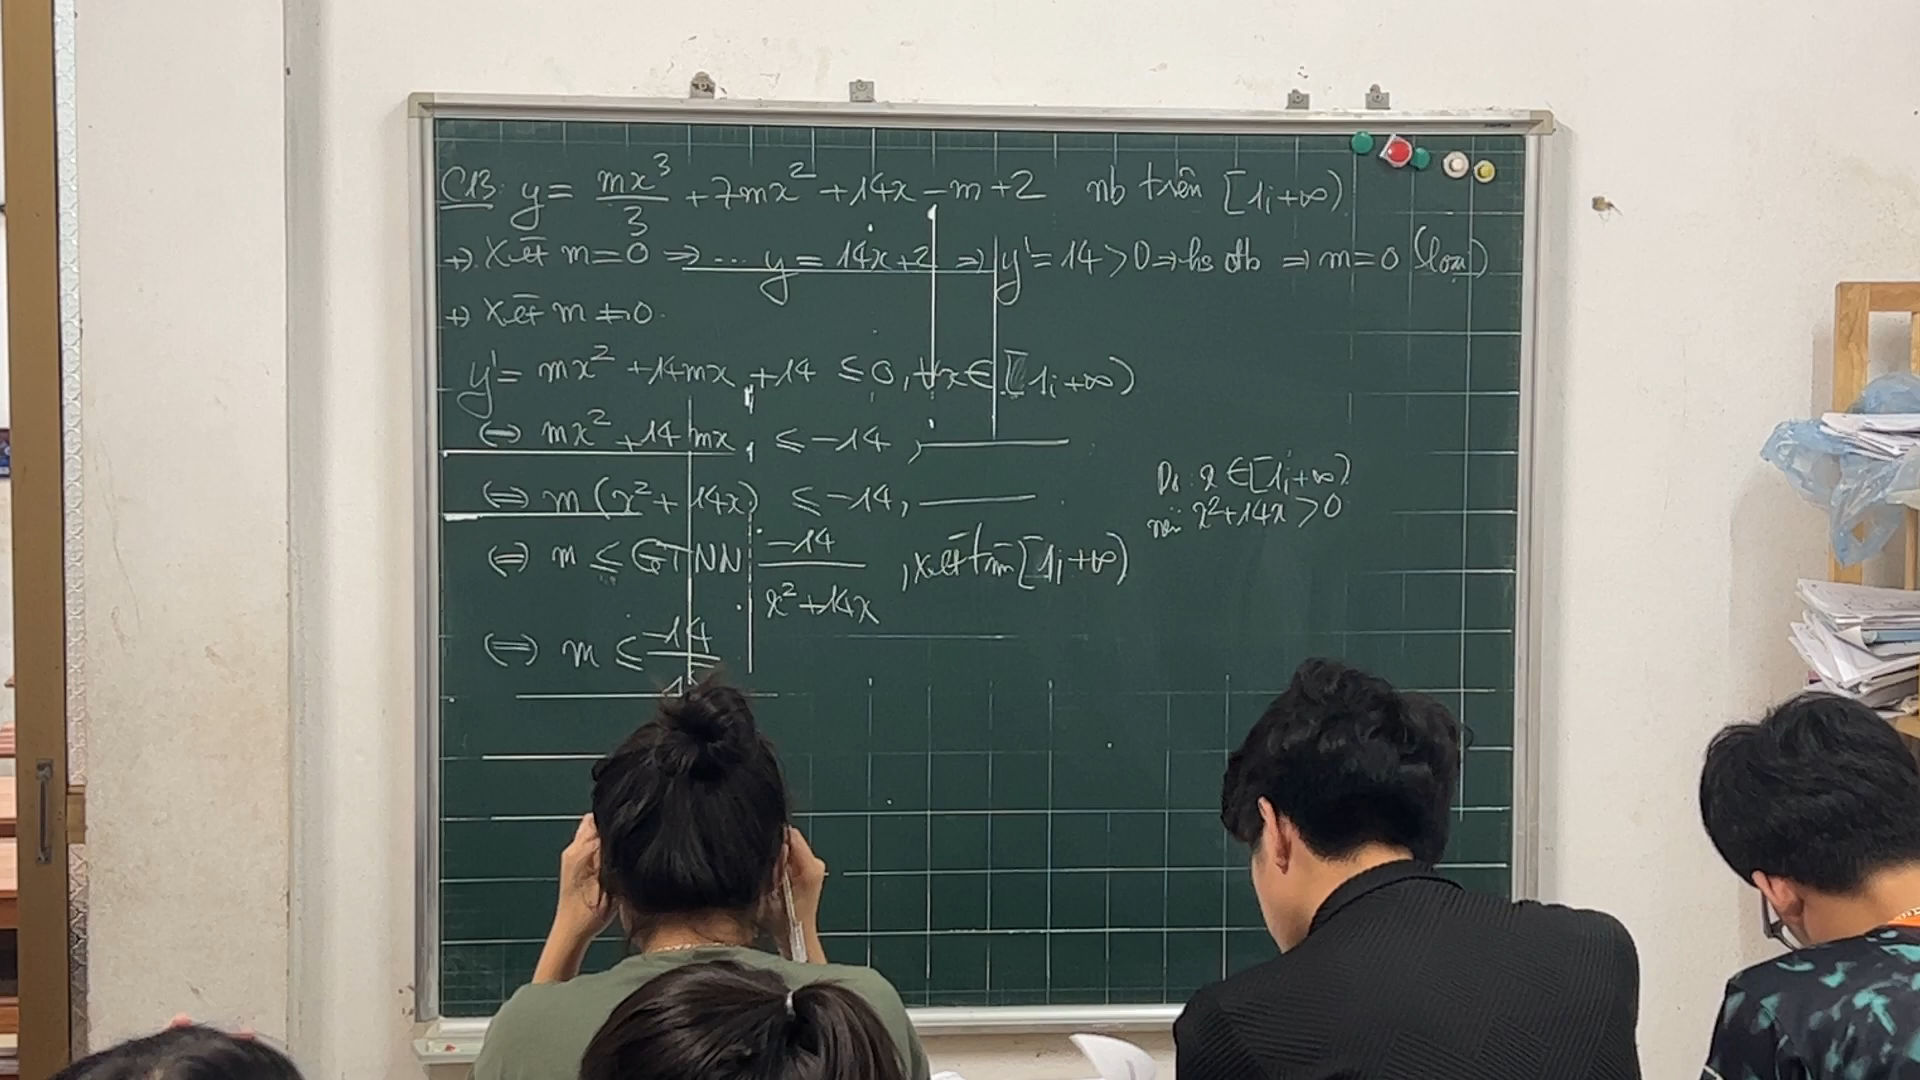 C13: y = mx³/3 + 7mx² + 14x - m + 2 nb trên [1; +∞)
+) Xét m = 0 ⇒ ... y = 14x + 2 ⇒ y' = 14 > 0 ⇒ hs đb ⇒ m = 0 (loại)
+) Xét m ≠ 0.
y' = mx² + 14mx + 14 ≤ 0, ∀x ∈ [1; +∞)
⇔ mx² + 14mx ≤ -14,
⇔ m(x² + 14x) ≤ -14,
Do x ∈ [1; +∞)
nên x² + 14x > 0
⇔ m ≤ GTNN -14/(x² + 14x), xét trên [1; +∞)
⇔ m ≤ -14/